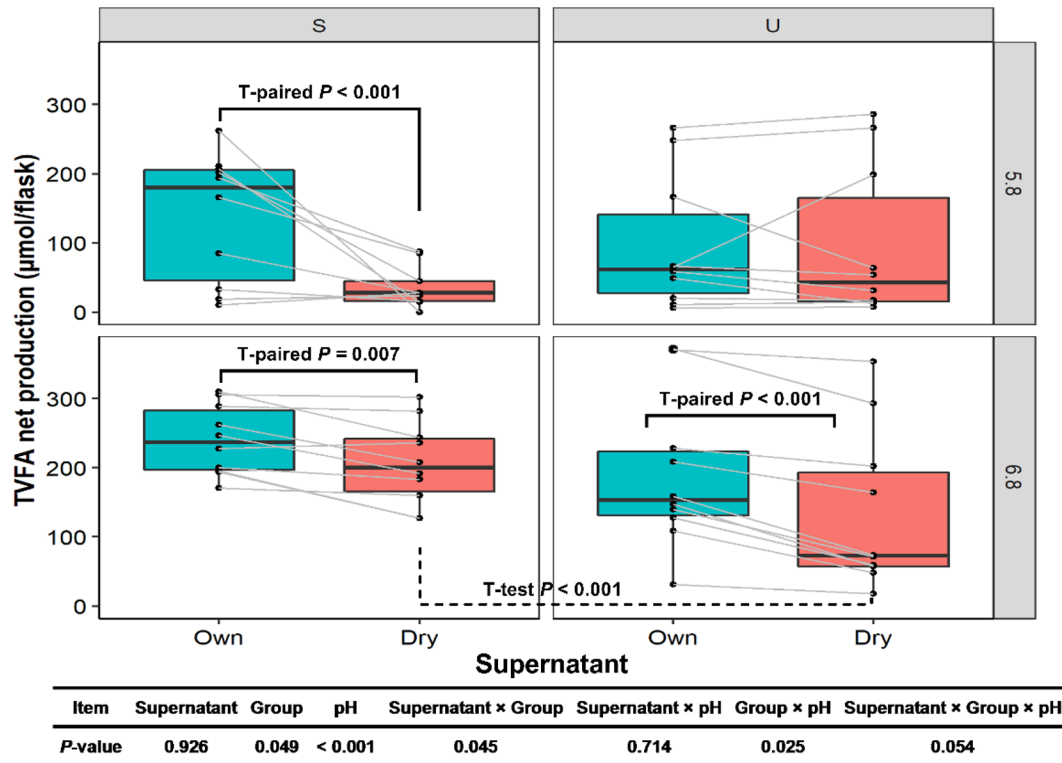 S
U
T-paired P < 0.001
300
200
100
0
5.8
TVFA net production (µmol/flask)
T-paired P = 0.007
T-paired P < 0.001
300
200
100
0
6.8
T-test P < 0.001
Own
Dry
Own
Dry
Supernatant
Item Supernatant Group pH Supernatant × Group Supernatant × pH Group × pH Supernatant × Group × pH
P-value 0.926 0.049 < 0.001 0.045 0.714 0.025 0.054